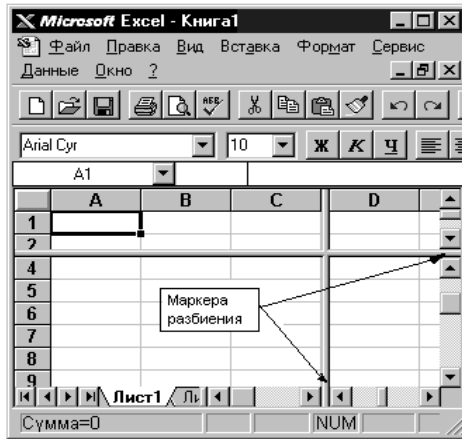 Microsoft Excel - Книга1
Файл Правка Вид Вставка Формат Сервис
Данные Окно ?
Arial Cyr 10 Ж К Ч
A1
A B C D
1
2
4
5
6
7
8
9
Маркера
разбиения
Лист1 Ли
Сумма=0 NUM